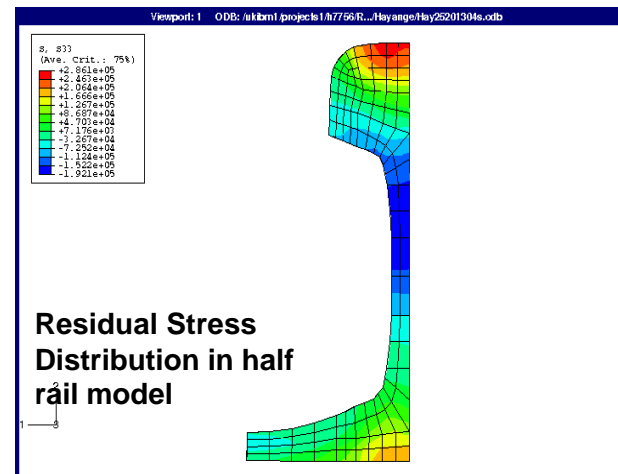 Viewport: 1 ODB: /ukibm1/projects1/n7756/R.../Hayange/Hay25201304s.odb
S, S33
(Ave. Crit.: 75%)
+2.861e+05
+2.463e+05
+2.064e+05
+1.666e+05
+1.267e+05
+8.687e+04
+4.703e+04
+7.176e+03
-3.267e+04
-7.252e+04
-1.124e+05
-1.522e+05
-1.921e+05
Residual Stress
Distribution in half
rail model
2
1
3